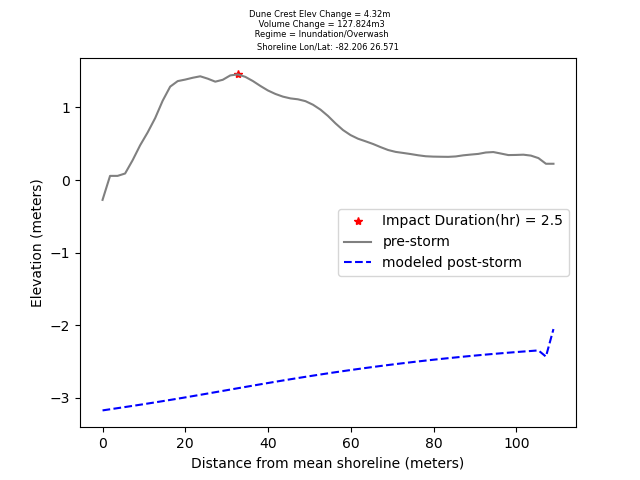 Dune Crest Elev Change = 4.32m
Volume Change = 127.824m3
Regime = Inundation/Overwash
Shoreline Lon/Lat: -82.206 26.571
Elevation (meters)
1
0
−1
−2
−3
Impact Duration(hr) = 2.5
pre-storm
modeled post-storm
0 20 40 60 80 100
Distance from mean shoreline (meters)